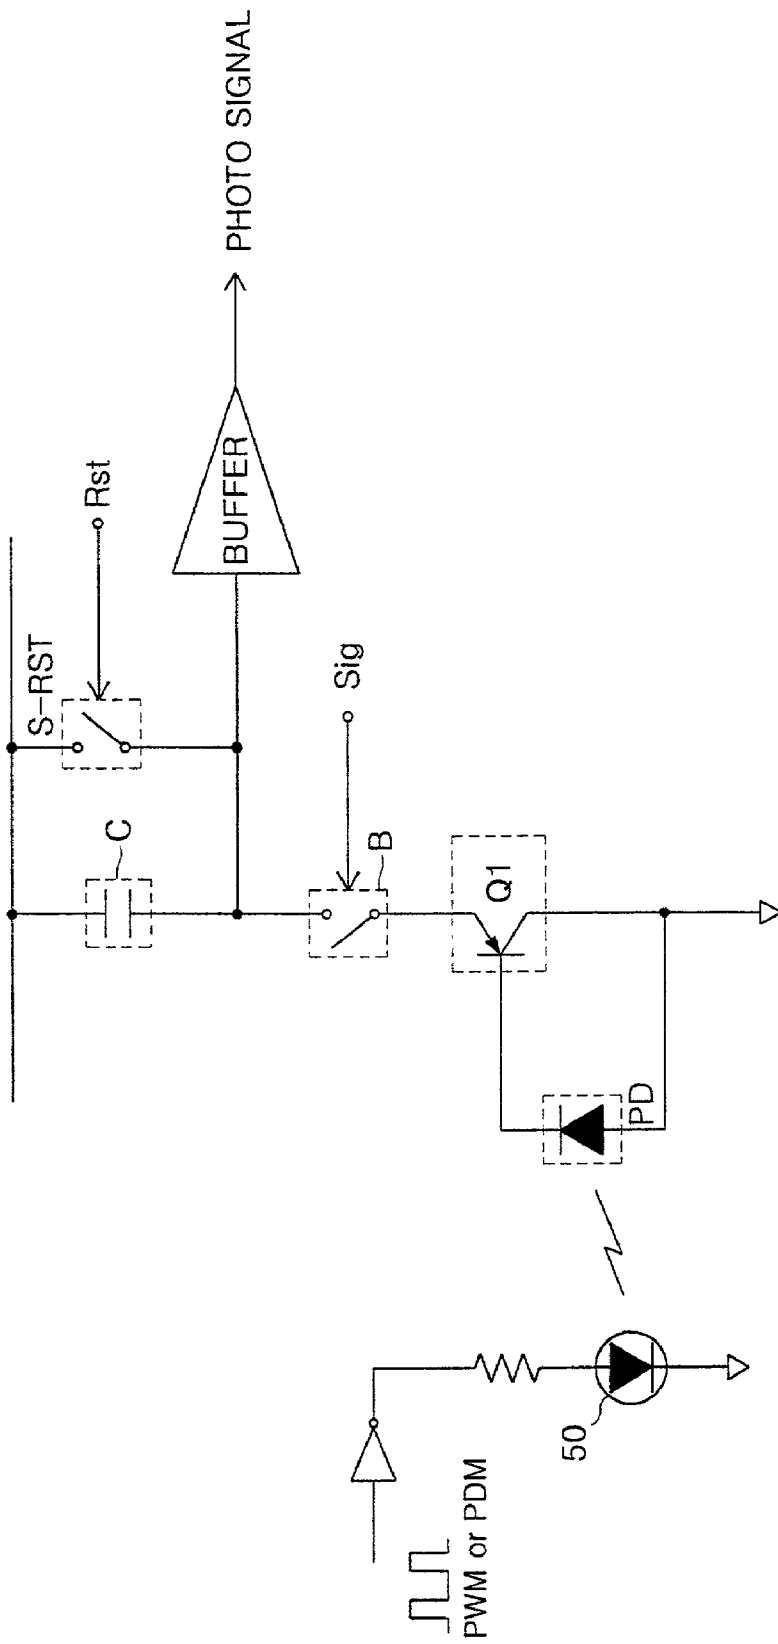 S-RST
Rst
C
BUFFER
PHOTO SIGNAL
Sig
B
Q1
PD
50
PWM or PDM